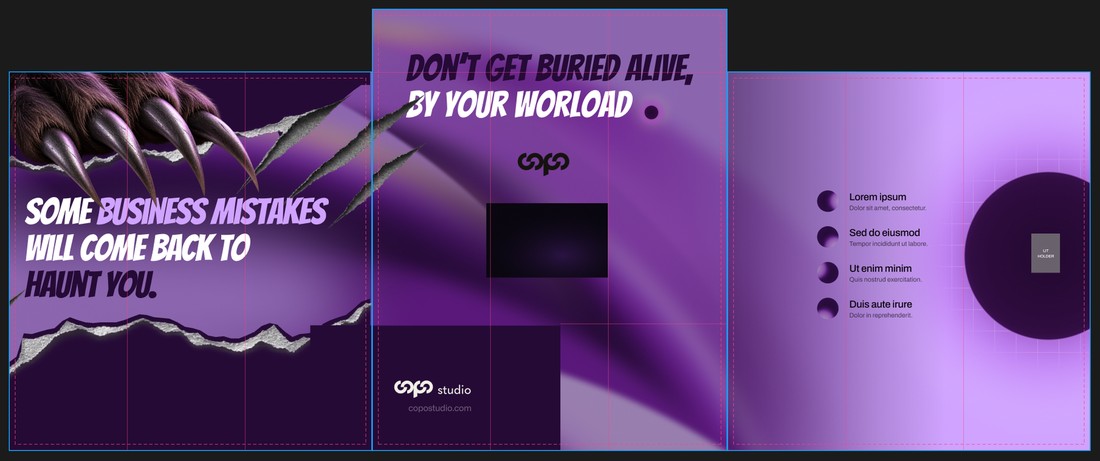 SOME BUSINESS MISTAKES
WILL COME BACK TO
HAUNT YOU.
DON'T GET BURIED ALIVE,
BY YOUR WORLOAD
copo
copo studio
copostudio.com
Lorem ipsum
Dolor sit amet, consectetur.
Sed do eiusmod
Tempor incididunt ut labore.
Ut enim minim
Quis nostrud exercitation.
Duis aute irure
Dolor in reprehenderit.
UT
HOLDER